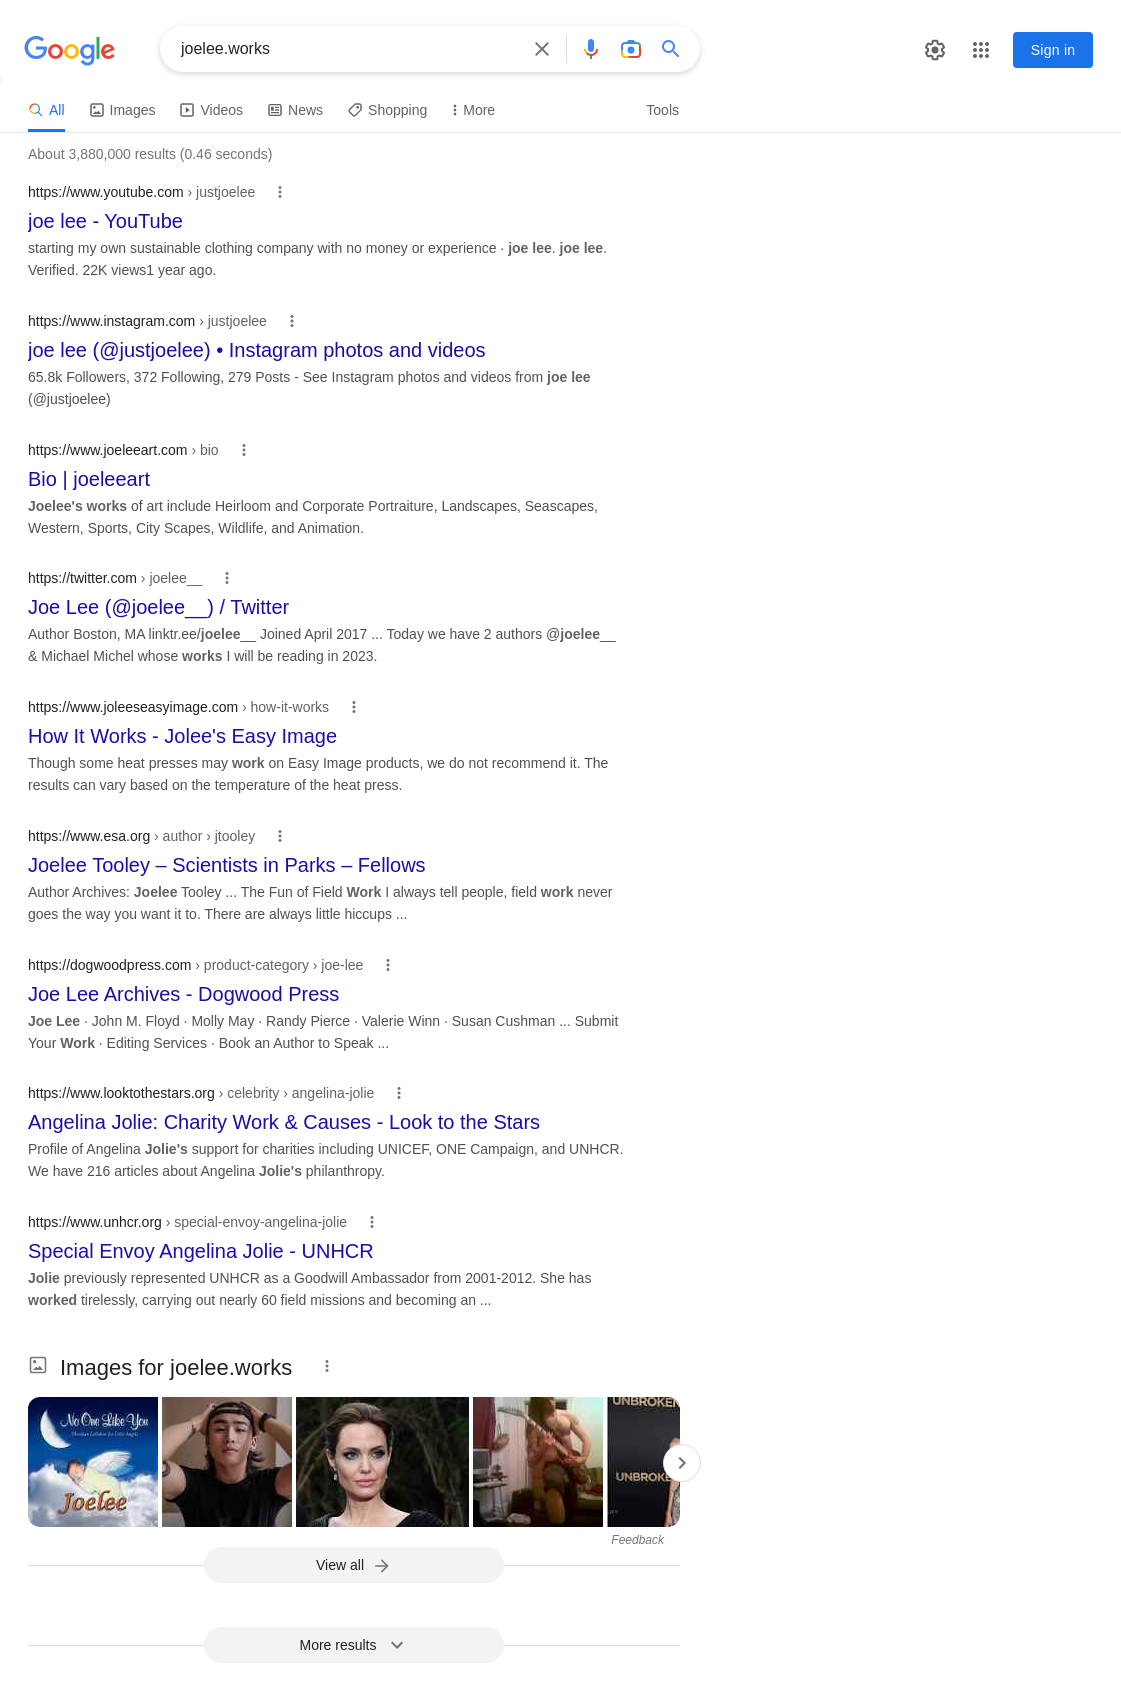 Google
joelee.works
Sign in
All
Images
Videos
News
Shopping
More
Tools
About 3,880,000 results (0.46 seconds)
https://www.youtube.com › justjoelee
joe lee - YouTube
starting my own sustainable clothing company with no money or experience · joe lee. joe lee.
Verified. 22K views1 year ago.
https://www.instagram.com › justjoelee
joe lee (@justjoelee) • Instagram photos and videos
65.8k Followers, 372 Following, 279 Posts - See Instagram photos and videos from joe lee
(@justjoelee)
https://www.joeleeart.com › bio
Bio | joeleeart
Joelee's works of art include Heirloom and Corporate Portraiture, Landscapes, Seascapes,
Western, Sports, City Scapes, Wildlife, and Animation.
https://twitter.com › joelee__
Joe Lee (@joelee__) / Twitter
Author Boston, MA linktr.ee/joelee__ Joined April 2017 ... Today we have 2 authors @joelee__
& Michael Michel whose works I will be reading in 2023.
https://www.joleeseasyimage.com › how-it-works
How It Works - Jolee's Easy Image
Though some heat presses may work on Easy Image products, we do not recommend it. The
results can vary based on the temperature of the heat press.
https://www.esa.org › author › jtooley
Joelee Tooley – Scientists in Parks – Fellows
Author Archives: Joelee Tooley ... The Fun of Field Work I always tell people, field work never
goes the way you want it to. There are always little hiccups ...
https://dogwoodpress.com › product-category › joe-lee
Joe Lee Archives - Dogwood Press
Joe Lee · John M. Floyd · Molly May · Randy Pierce · Valerie Winn · Susan Cushman ... Submit
Your Work · Editing Services · Book an Author to Speak ...
https://www.looktothestars.org › celebrity › angelina-jolie
Angelina Jolie: Charity Work & Causes - Look to the Stars
Profile of Angelina Jolie's support for charities including UNICEF, ONE Campaign, and UNHCR.
We have 216 articles about Angelina Jolie's philanthropy.
https://www.unhcr.org › special-envoy-angelina-jolie
Special Envoy Angelina Jolie - UNHCR
Jolie previously represented UNHCR as a Goodwill Ambassador from 2001-2012. She has
worked tirelessly, carrying out nearly 60 field missions and becoming an ...
Images for joelee.works
No One Like You
Joelee
UNBROKEN
UNBROKEN
Feedback
View all
More results